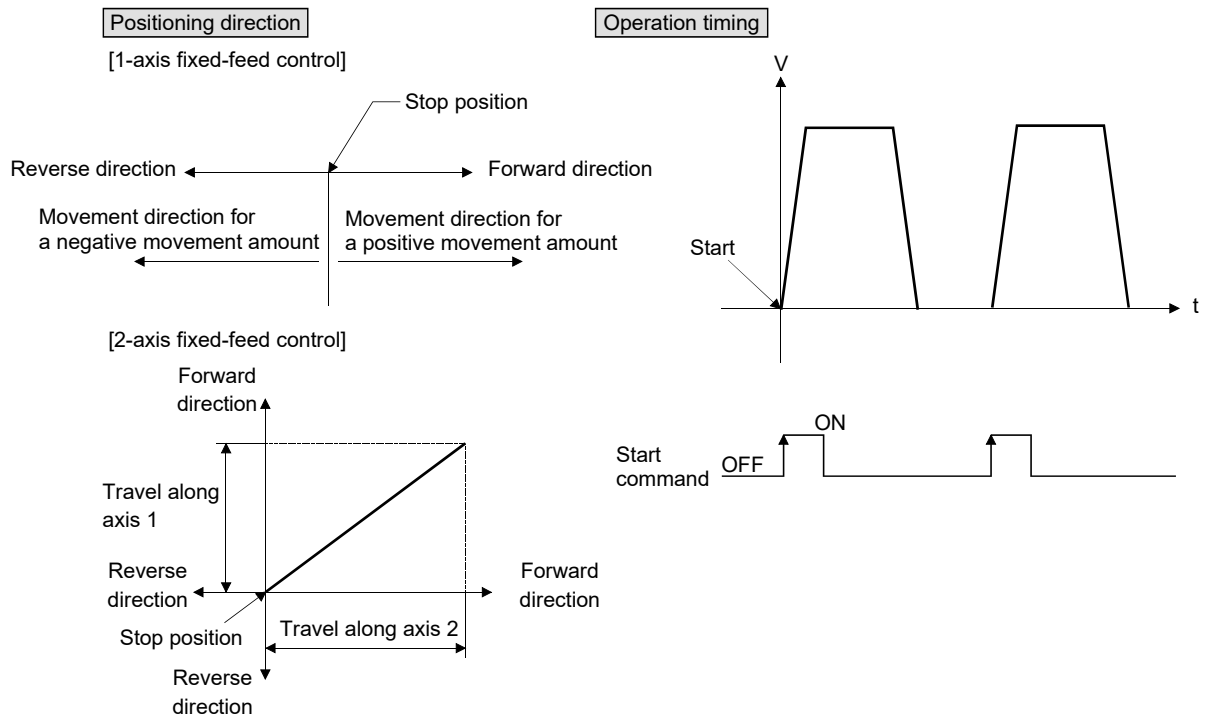 Positioning direction
[1-axis fixed-feed control]
Stop position
Reverse direction
Forward direction
Movement direction for
a negative movement amount
Movement direction for
a positive movement amount
[2-axis fixed-feed control]
Forward
direction
Travel along
axis 1
Reverse
direction
Forward
direction
Stop position
Travel along axis 2
Reverse
direction
Operation timing
V
Start
t
ON
Start
command
OFF